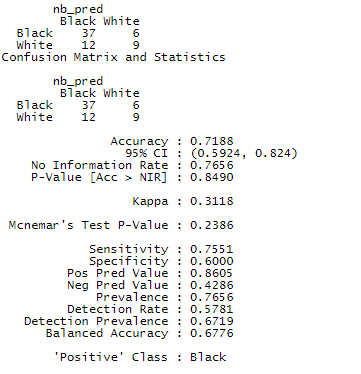 nb_pred
Black White
Black 37 6
White 12 9
Confusion Matrix and Statistics
nb_pred
Black White
Black 37 6
White 12 9
Accuracy : 0.7188
95% CI : (0.5924, 0.824)
No Information Rate : 0.7656
P-Value [Acc > NIR] : 0.8490
Kappa : 0.3118
Mcnemar's Test P-Value : 0.2386
Sensitivity : 0.7551
Specificity : 0.6000
Pos Pred Value : 0.8605
Neg Pred Value : 0.4286
Prevalence : 0.7656
Detection Rate : 0.5781
Detection Prevalence : 0.6719
Balanced Accuracy : 0.6776
'Positive' Class : Black